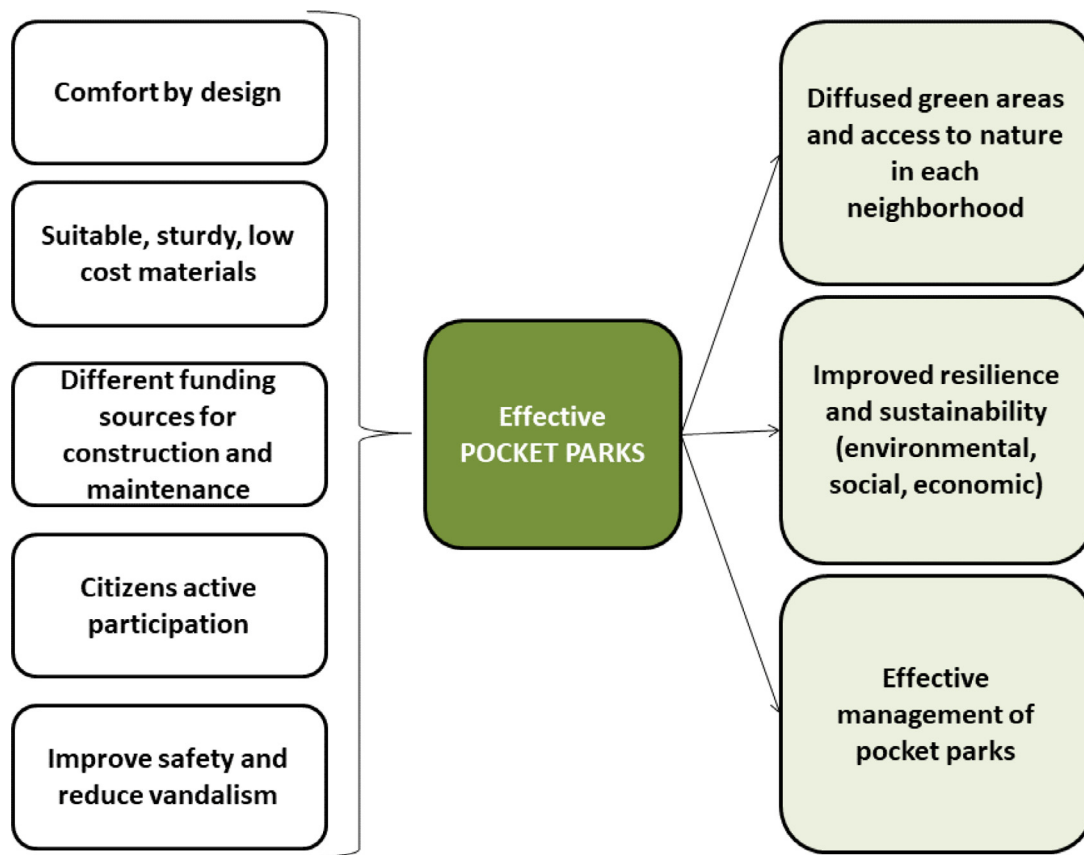 Comfort by design
Suitable, sturdy, low
cost materials
Different funding
sources for
construction and
maintenance
Citizens active
participation
Improve safety and
reduce vandalism
Effective
POCKET PARKS
Diffused green areas
and access to nature
in each
neighborhood
Improved resilience
and sustainability
(environmental,
social, economic)
Effective
management of
pocket parks